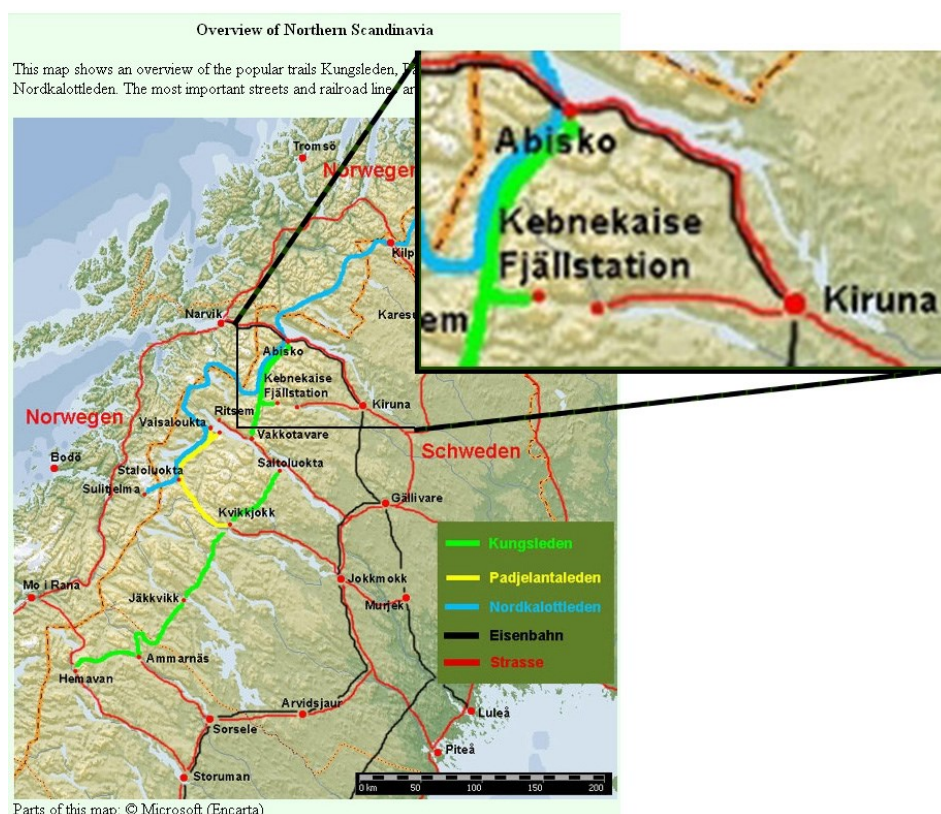 Overview of Northern Scandinavia
This map shows an overview of the popular trails Kungsleden,
Nordkalottleden. The most important streets and railroad lines
Tromsö
Norwegen
Narvik
Abisko
Kebnekaise
Fjällstation
Kiruna
Abisko
Kebnekaise
Fjällstation
Kiruna
Norwegen
Ritsem
Vaisaloukta
Vakkotavare
Schweden
Bodö
Staloluokta
Saltoluokta
Sulitjelma
Gällivare
Kvikkjokk
Kungsleden
Padjelantaleden
Nordkalottleden
Eisenbahn
Strasse
Mo i Rana
Jokkmokk
Jäkkvikk
Murjek
Ammarnäs
Hemavan
Arvidsjaur
Luleå
Sorsele
Piteå
Storuman
0 km 50 100 150 200
Parts of this map: © Microsoft (Encarta)